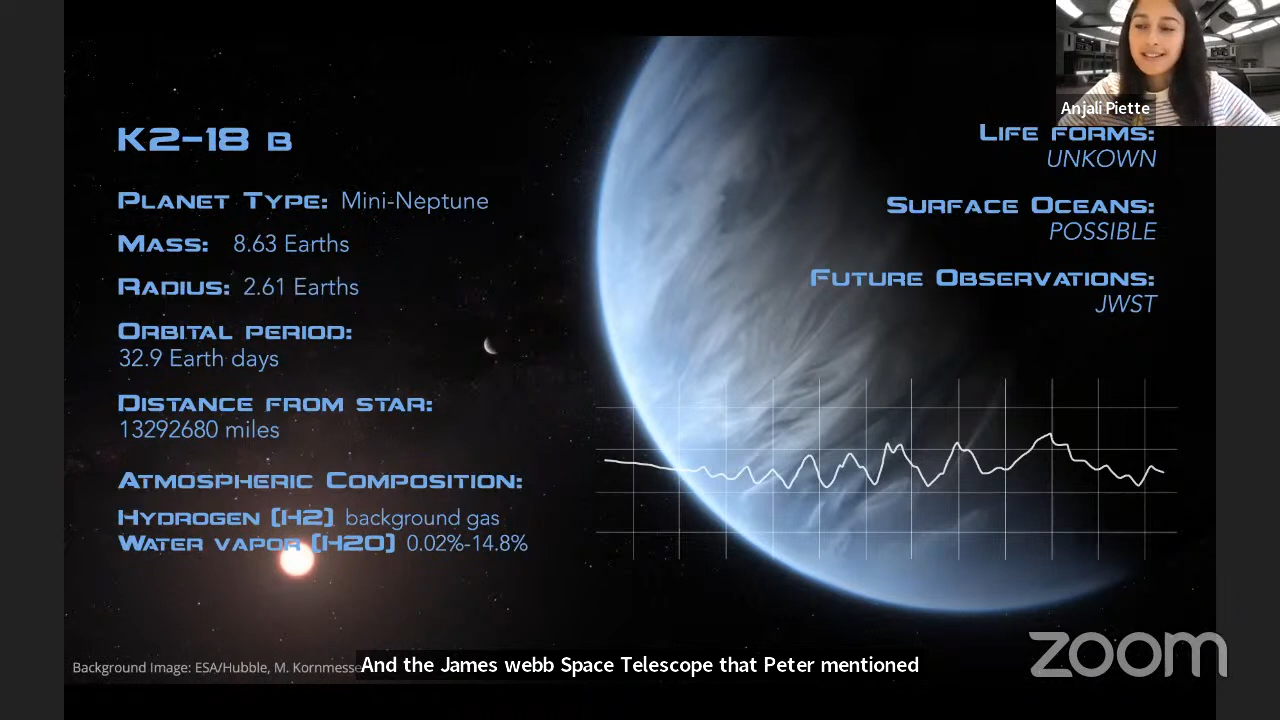 Anjali Piette
K2-18 B
PLANET TYPE: Mini-Neptune
MASS: 8.63 Earths
RADIUS: 2.61 Earths
ORBITAL PERIOD:
32.9 Earth days
DISTANCE FROM STAR:
13292680 miles
ATMOSPHERIC COMPOSITION:
HYDROGEN (H2) background gas
WATER VAPOR (H2O) 0.02%-14.8%
LIFE FORMS:
UNKOWN
SURFACE OCEANS:
POSSIBLE
FUTURE OBSERVATIONS:
JWST
Background Image: ESA/Hubble, M.
And the James webb Space Telescope that Peter mentioned
zoom